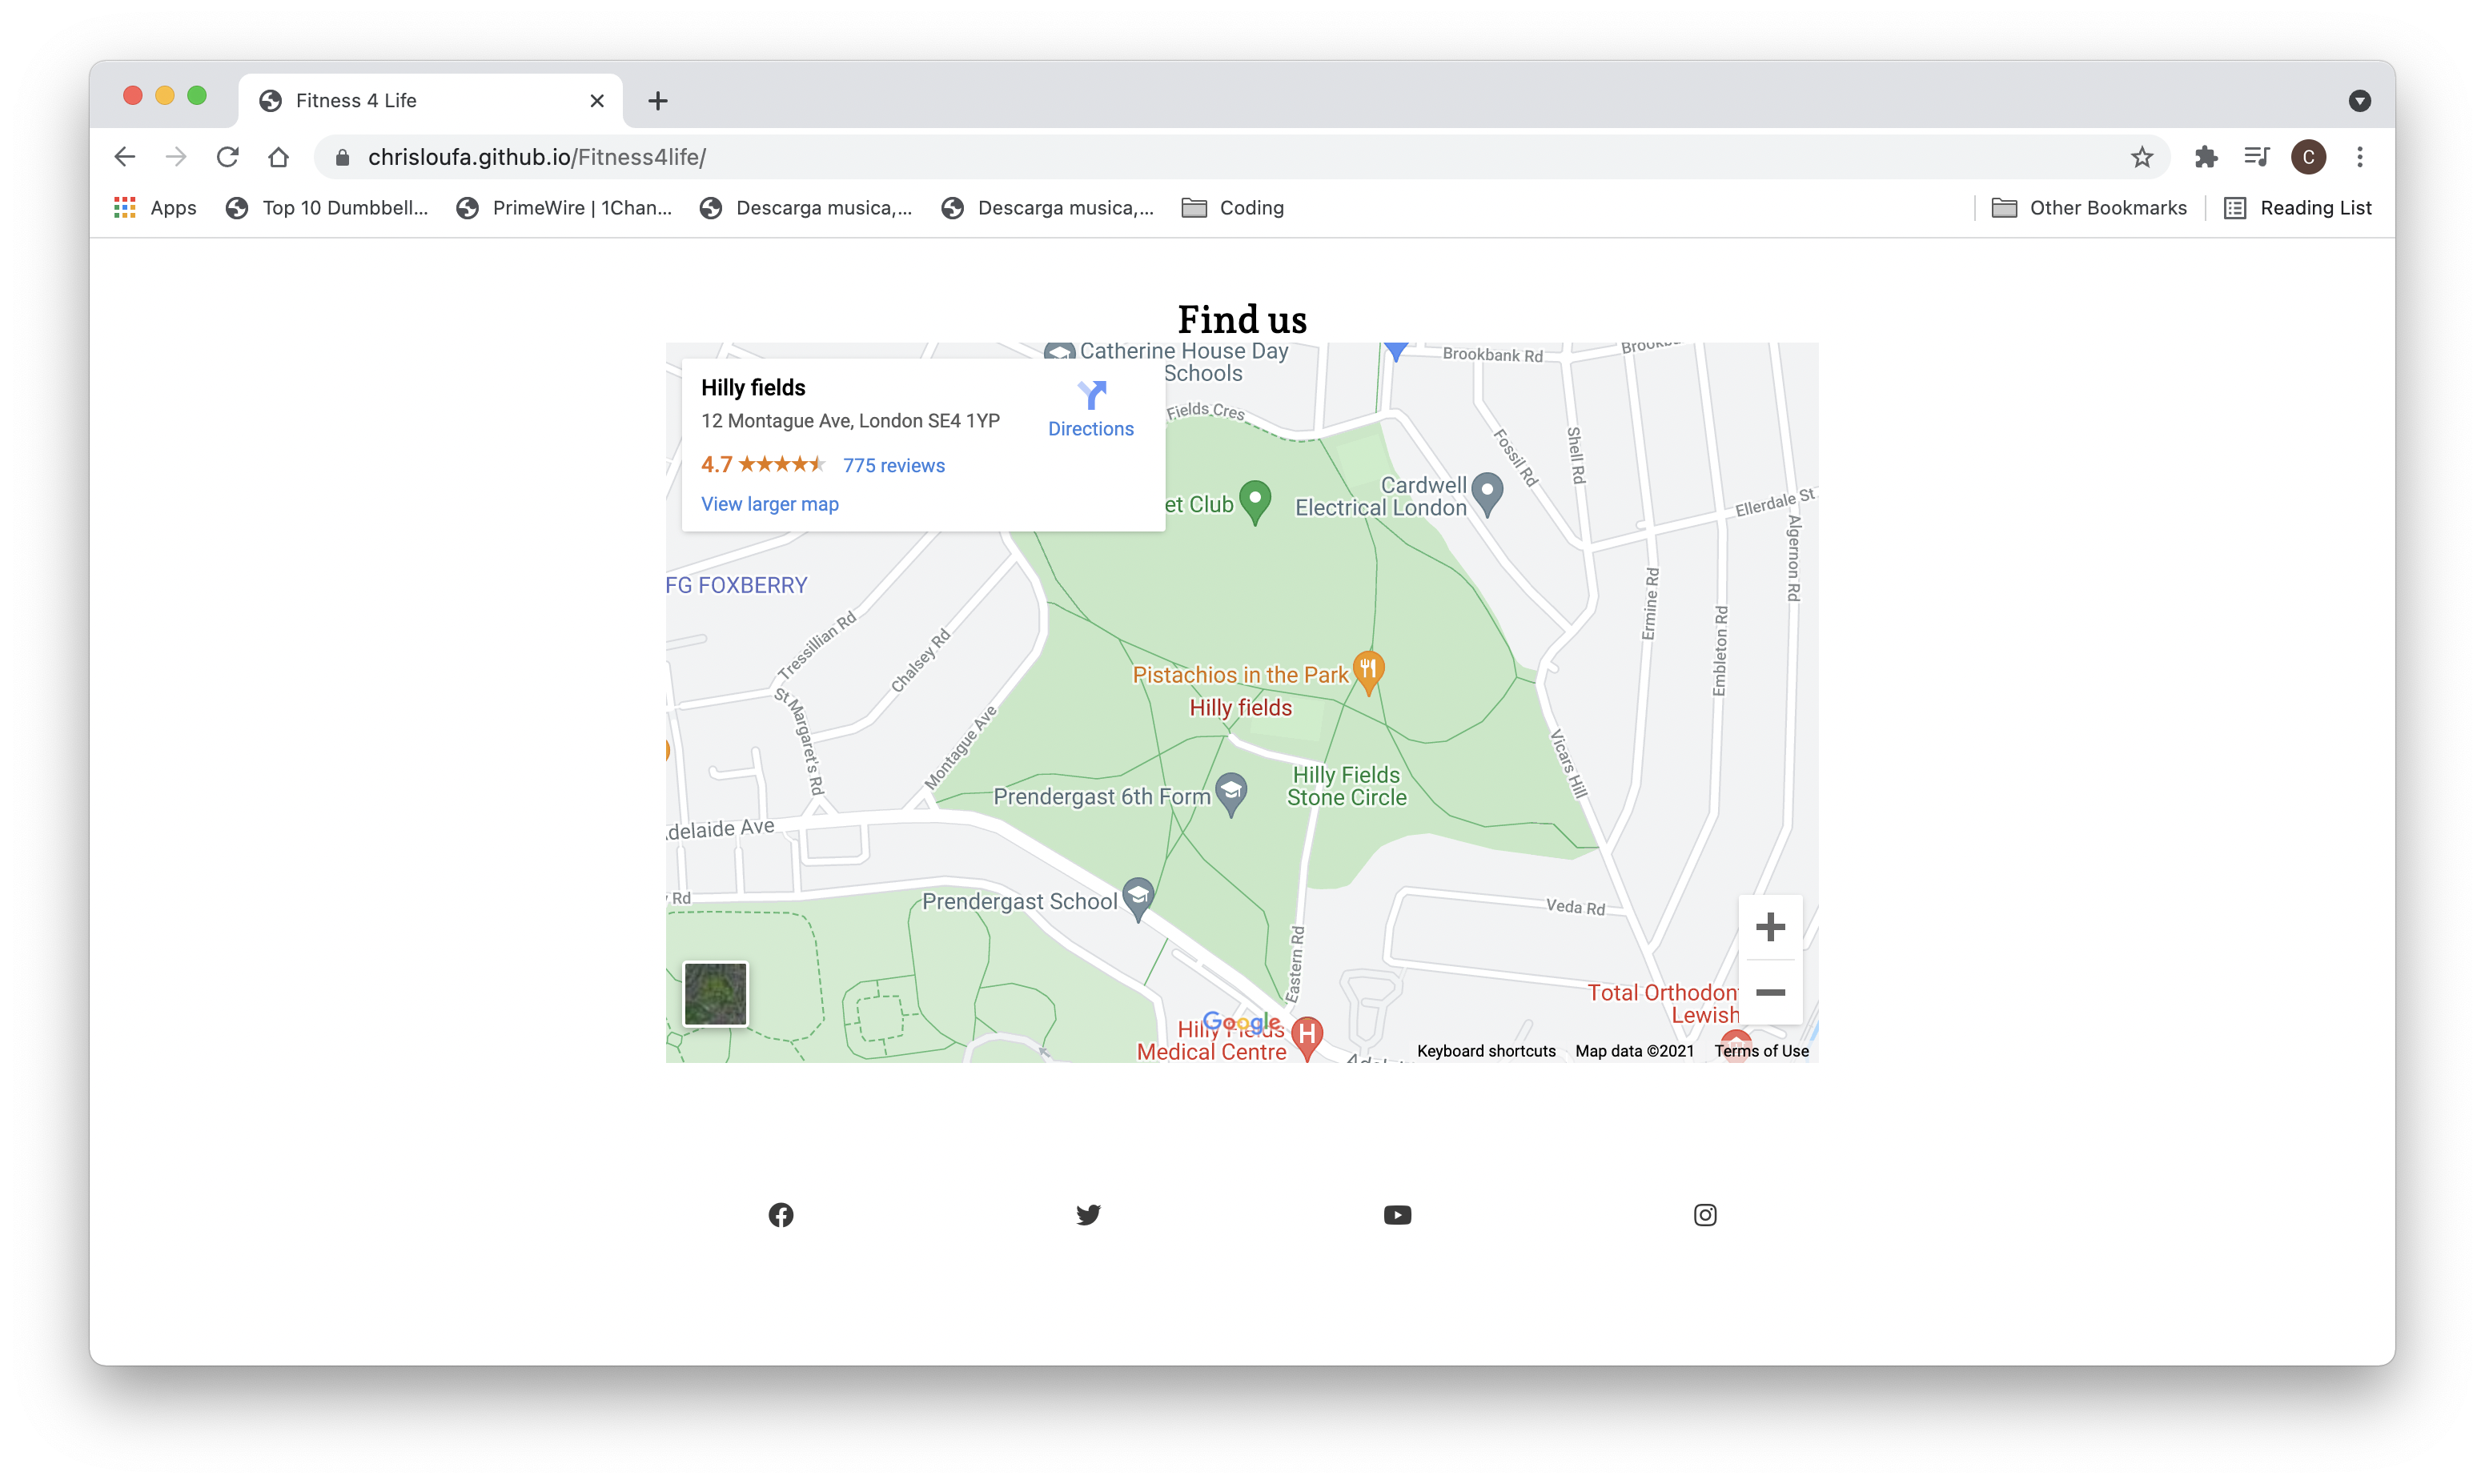 Fitness 4 Life
chrisloufa.github.io/Fitness4life/
C
Apps
Top 10 Dumbbell...
PrimeWire | 1Chan...
Descarga musica,...
Descarga musica,...
Coding
Other Bookmarks
Reading List
Find us
Hilly fields
12 Montague Ave, London SE4 1YP
4.7
775 reviews
View larger map
Directions
Catherine House Day
Schools
Brookbank Rd
Fields Cres
Fossil Rd
Shell Rd
et Club
Cardwell
Electrical London
Ellerdale St
Algernon Rd
FG FOXBERRY
Tressillian Rd
Chalsey Rd
Ermine Rd
Embleton Rd
Pistachios in the Park
Hilly fields
St Margaret's Rd
Montague Ave
Vicars Hill
Hilly Fields
Stone Circle
Prendergast 6th Form
delaide Ave
Rd
Prendergast School
Veda Rd
Eastern Rd
Total Orthodon
Lewish
Google
Hilly Fields
Medical Centre
H
Keyboard shortcuts
Map data ©2021
Terms of Use